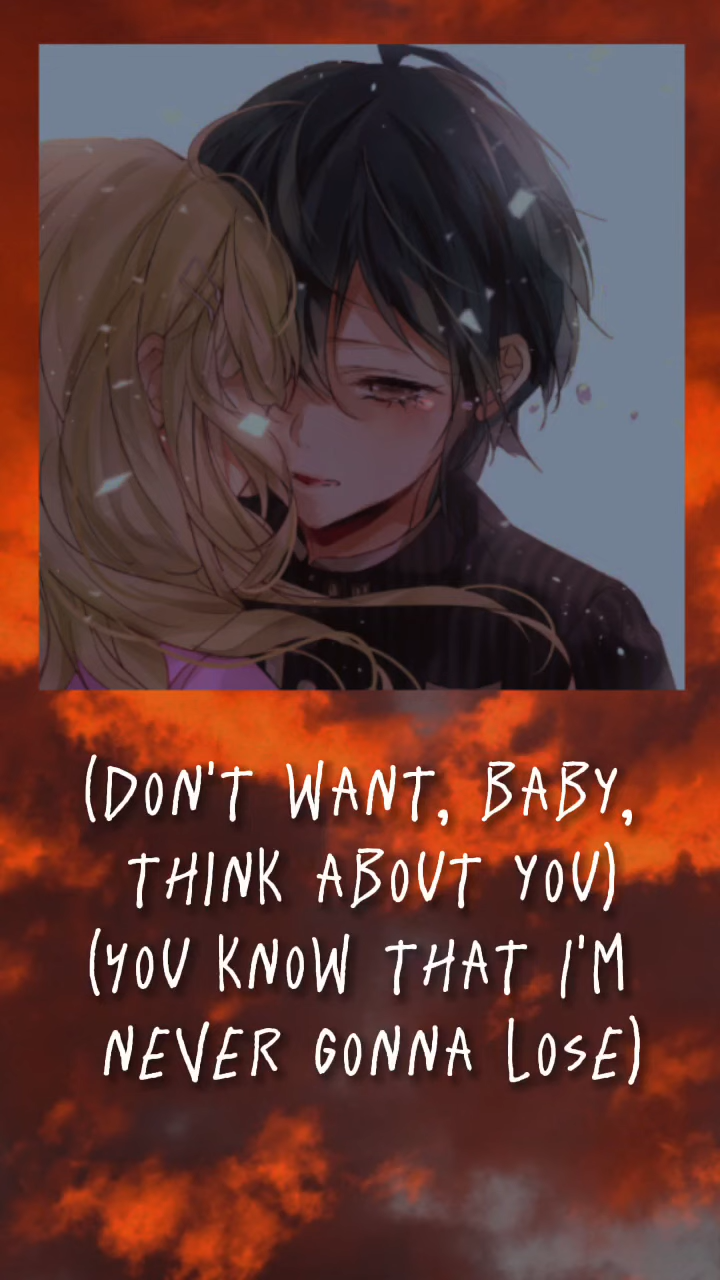 (DON'T WANT, BABY,
THINK ABOUT YOU)
(YOU KNOW THAT I'M
NEVER GONNA LOSE)